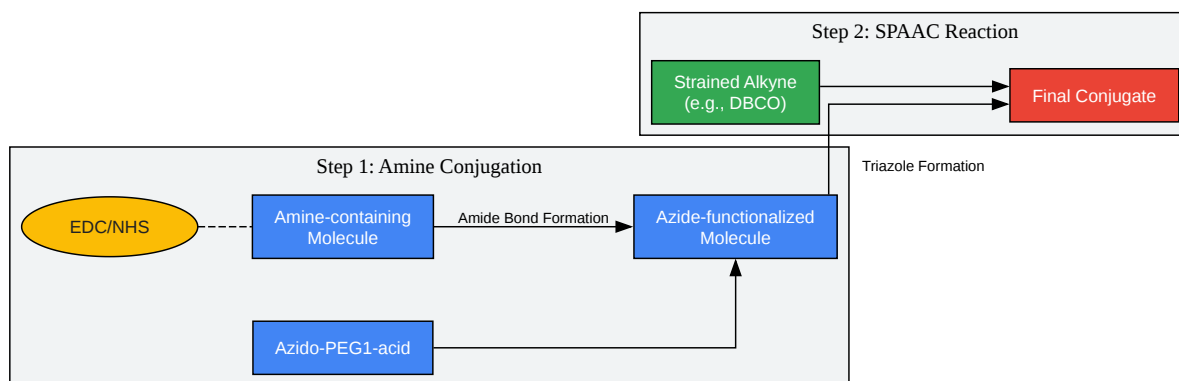 Step 2: SPAAC Reaction
Strained Alkyne
(e.g., DBCO)
Final Conjugate
Triazole Formation
Step 1: Amine Conjugation
EDC/NHS
Amine-containing
Molecule
Amide Bond Formation
Azide-functionalized
Molecule
Azido-PEG1-acid